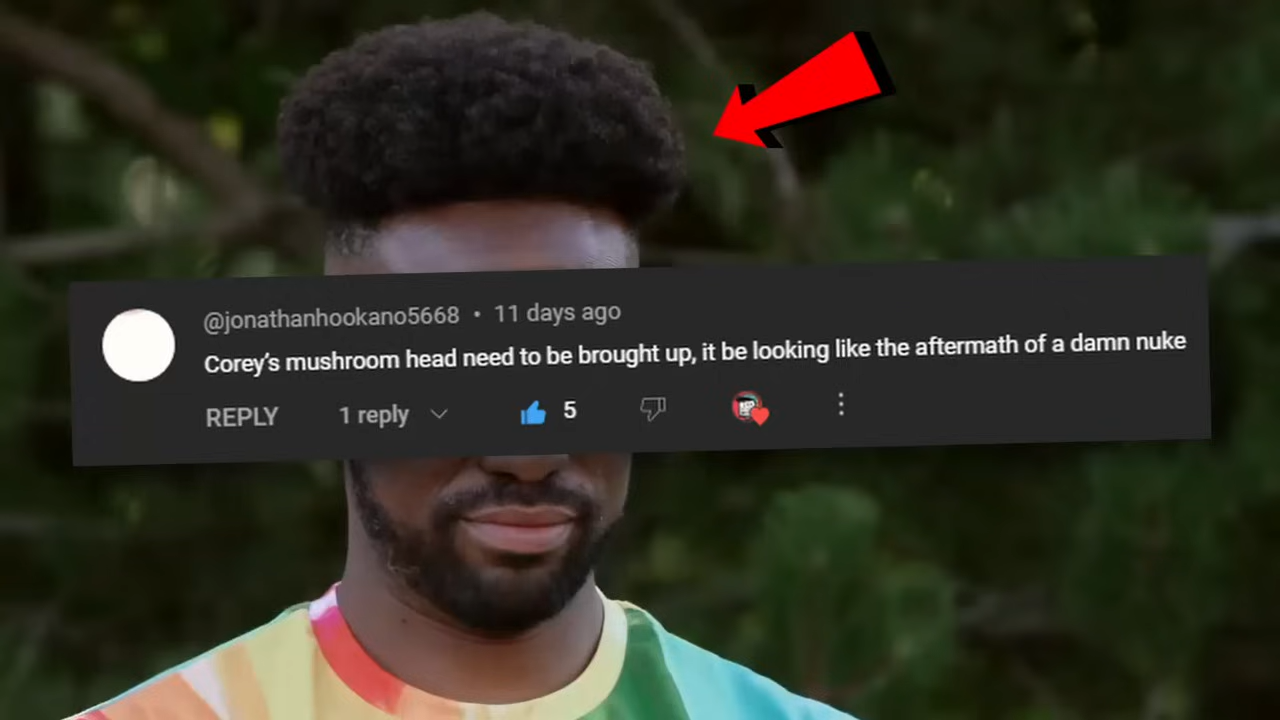 @jonathanhookano5668 • 11 days ago
Corey's mushroom head need to be brought up, it be looking like the aftermath of a damn nuke
REPLY 1 reply 5